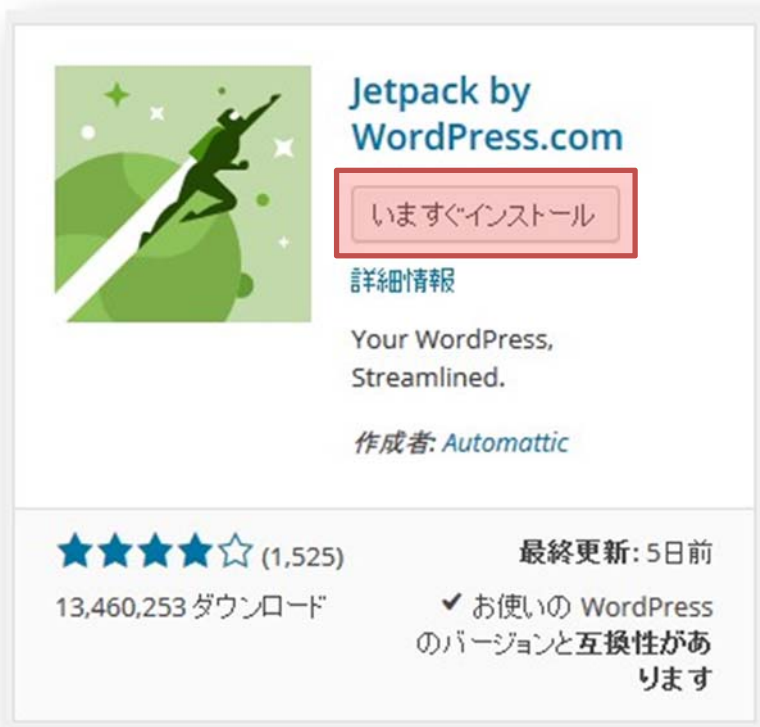 Jetpack by
WordPress.com
いますぐインストール
詳細情報
Your WordPress,
Streamlined.
作成者: Automattic
(1,525)
最終更新: 5日前
13,460,253 ダウンロード
✔ お使いの WordPress
のバージョンと互換性があ
ります